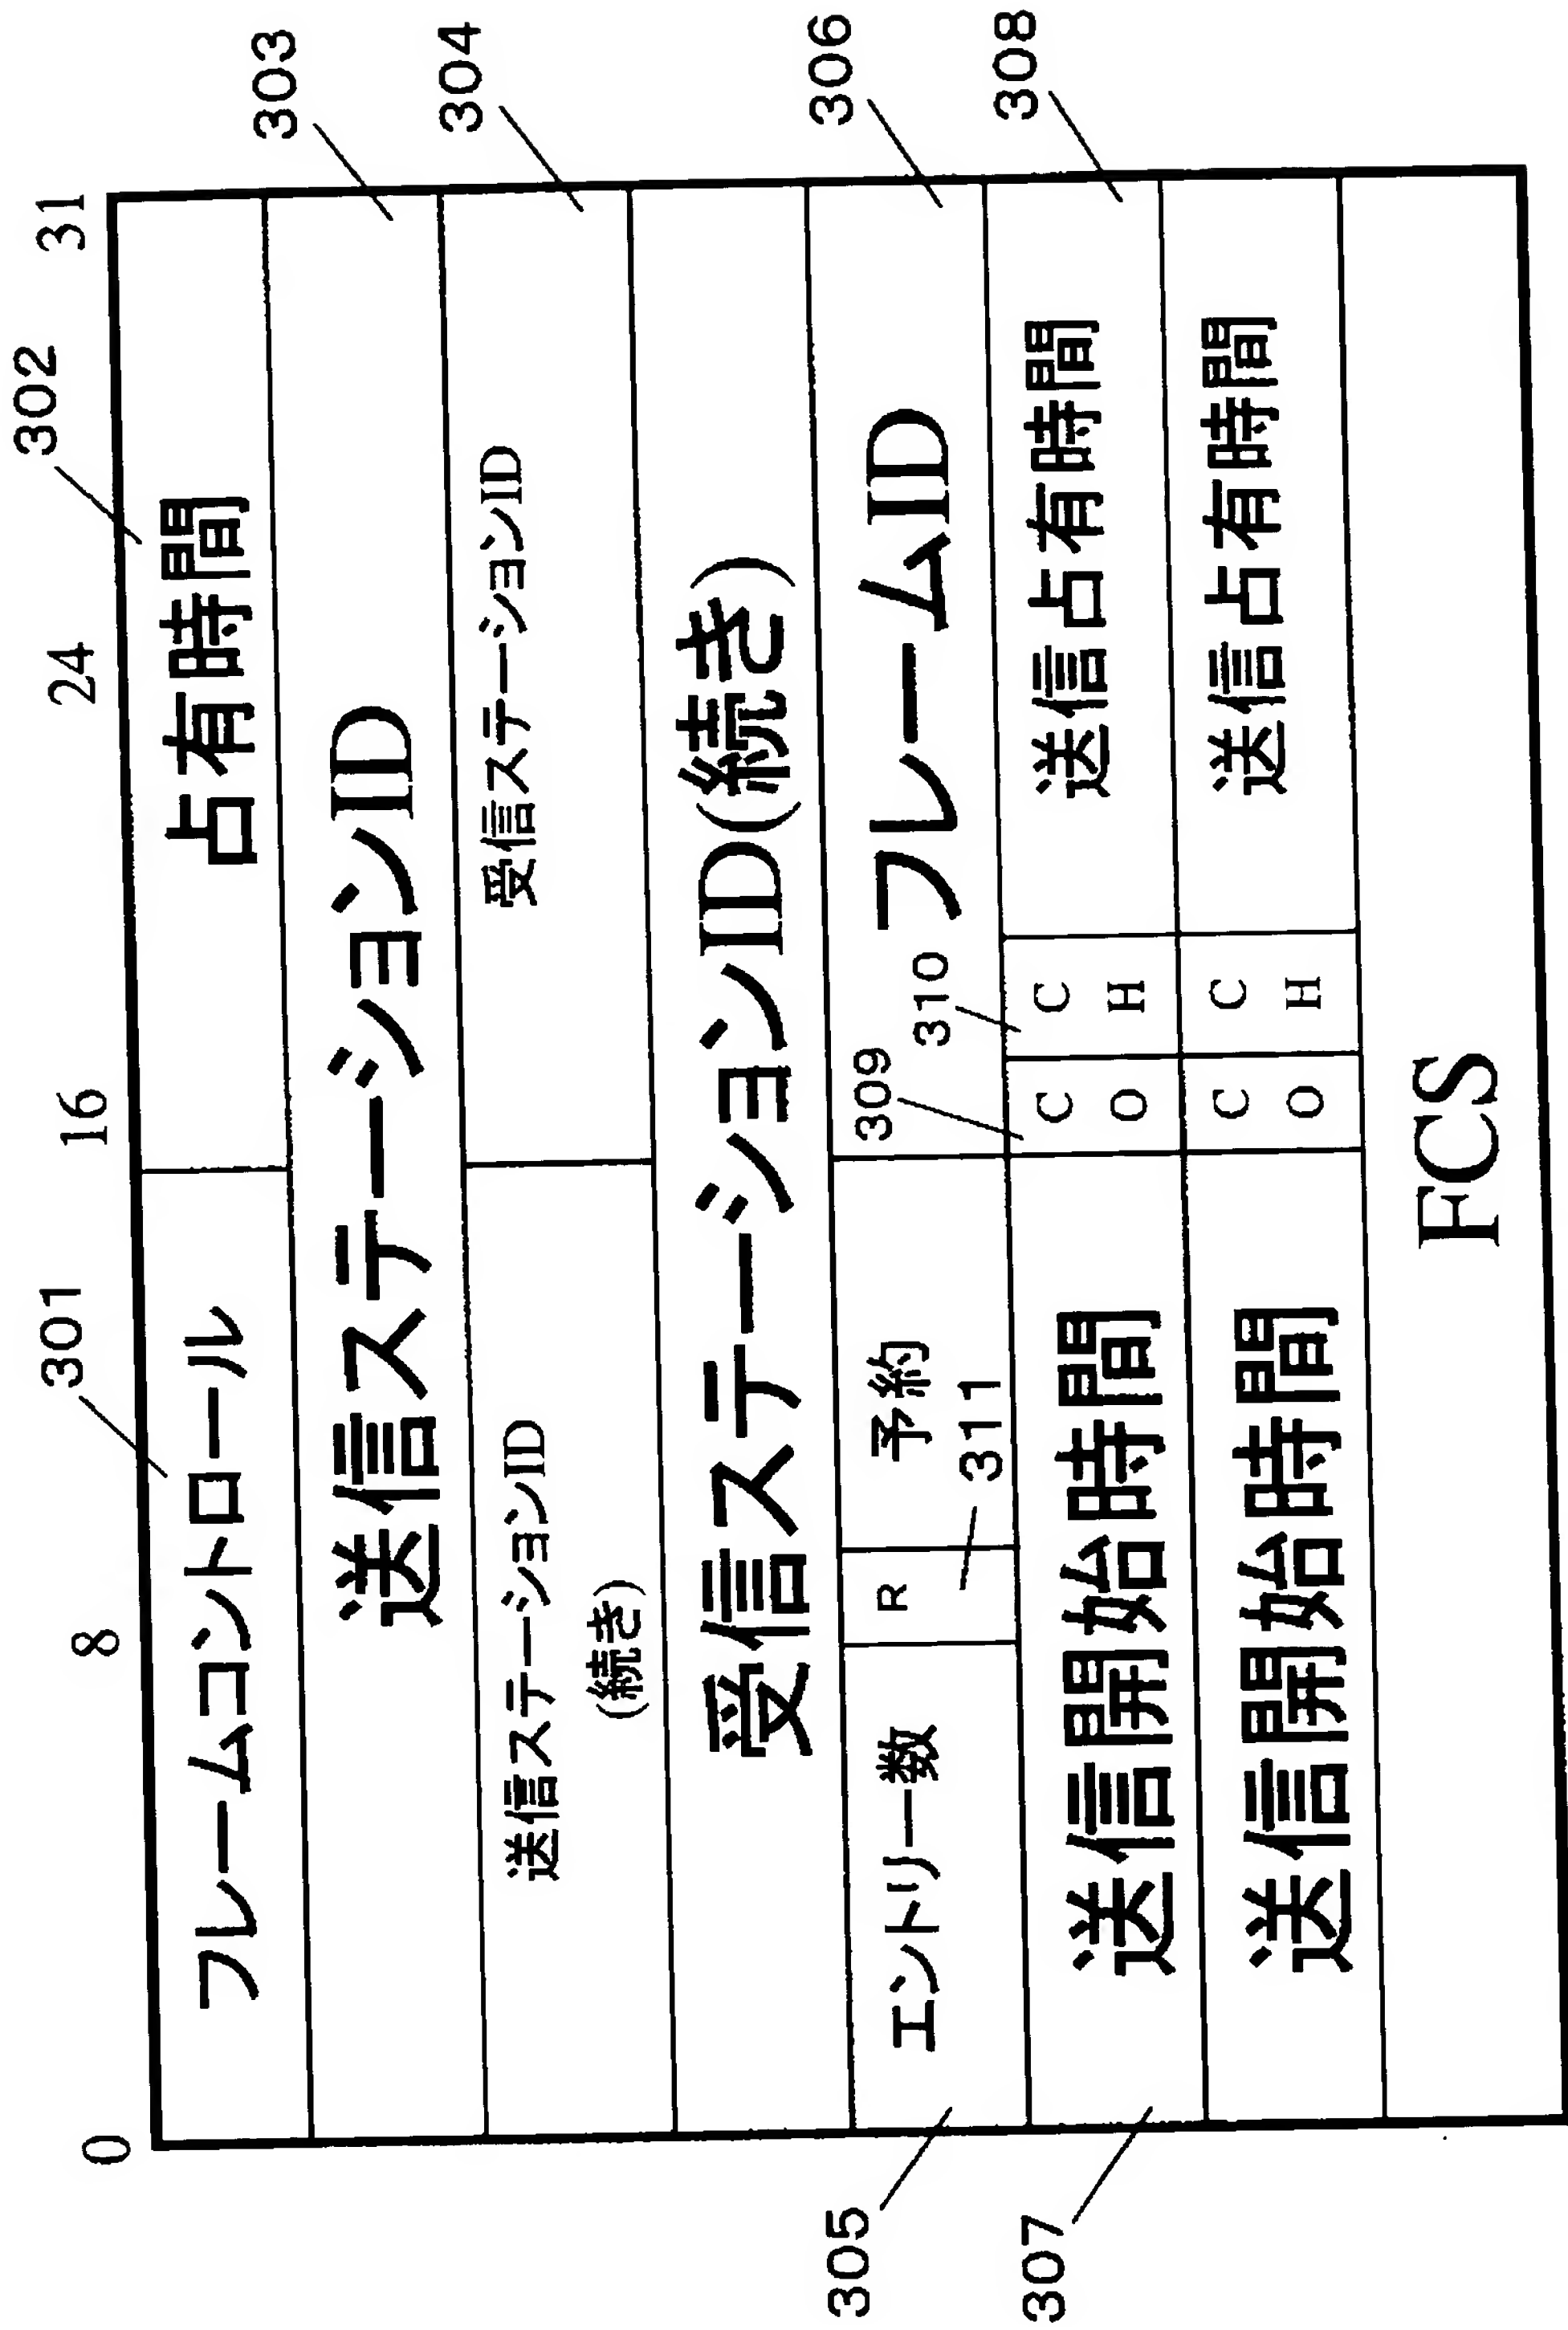 0 8 16 24 31
301 302
フレームコントロール 占有時間
303
送信ステーションID
304
送信ステーションID 受信ステーションID
(続き)
受信ステーションID(続き)
305 306
エントリー数 R 予約 フレームID
311 309 310
307 308
送信開始時間 C O C H 送信占有時間
送信開始時間 C O C H 送信占有時間
FCS